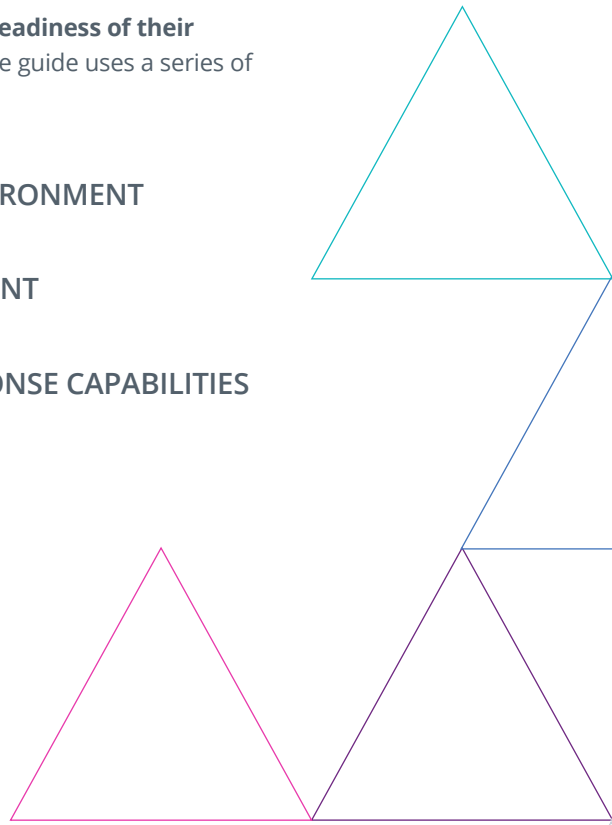 eadiness of their
e guide uses a series of
RONMENT
NT
ONSE CAPABILITIES